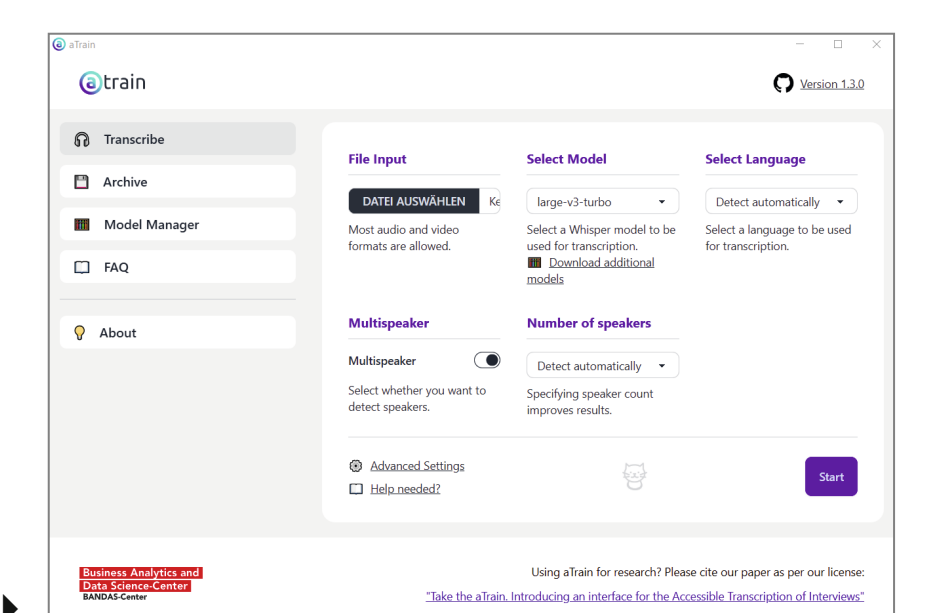 aTrain
atrain
Version 1.3.0
Transcribe
Archive
Model Manager
FAQ
About
File Input
DATEI AUSWÄHLEN Ke
Most audio and video
formats are allowed.
Select Model
large-v3-turbo
Select a Whisper model to be
used for transcription.
Download additional
models
Select Language
Detect automatically
Select a language to be used
for transcription.
Multispeaker
Multispeaker
Select whether you want to
detect speakers.
Number of speakers
Detect automatically
Specifying speaker count
improves results.
Advanced Settings
Help needed?
Start
Business Analytics and
Data Science-Center
BANDAS-Center
Using aTrain for research? Please cite our paper as per our license:
"Take the aTrain. Introducing an interface for the Accessible Transcription of Interviews"